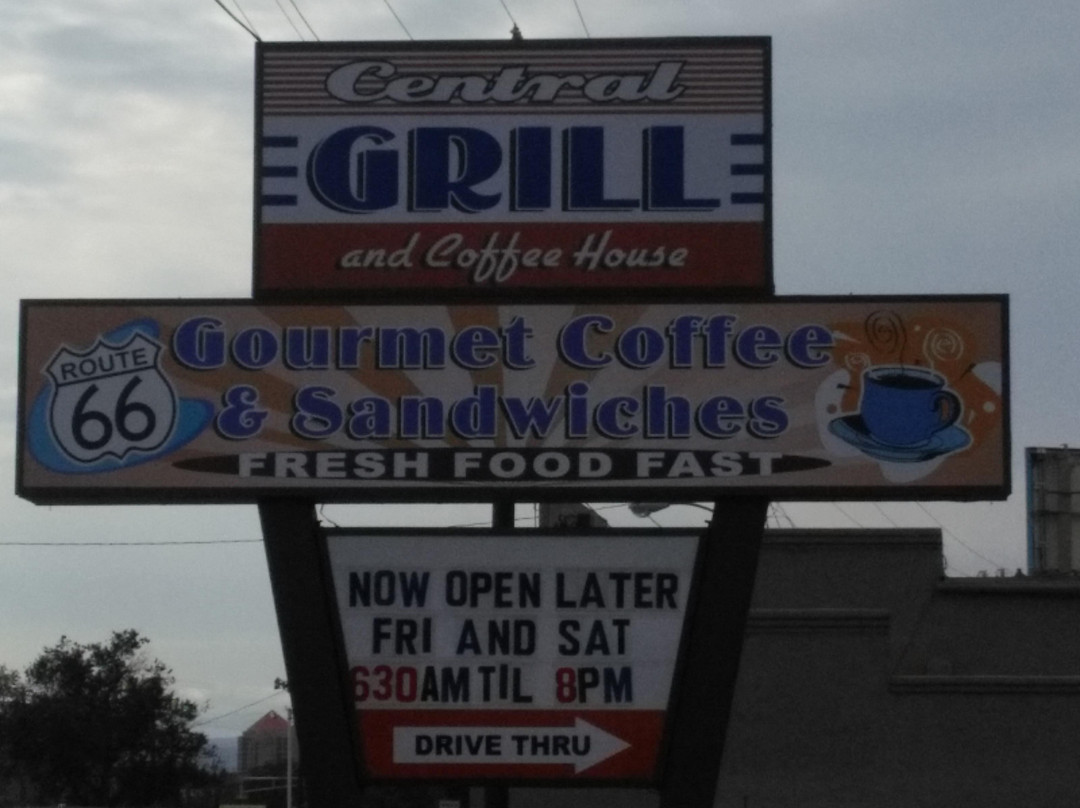 Central
GRILL
and Coffee House
ROUTE
66
Gourmet Coffee
& Sandwiches
FRESH FOOD FAST
NOW OPEN LATER
FRI AND SAT
630AM TIL 8PM
DRIVE THRU